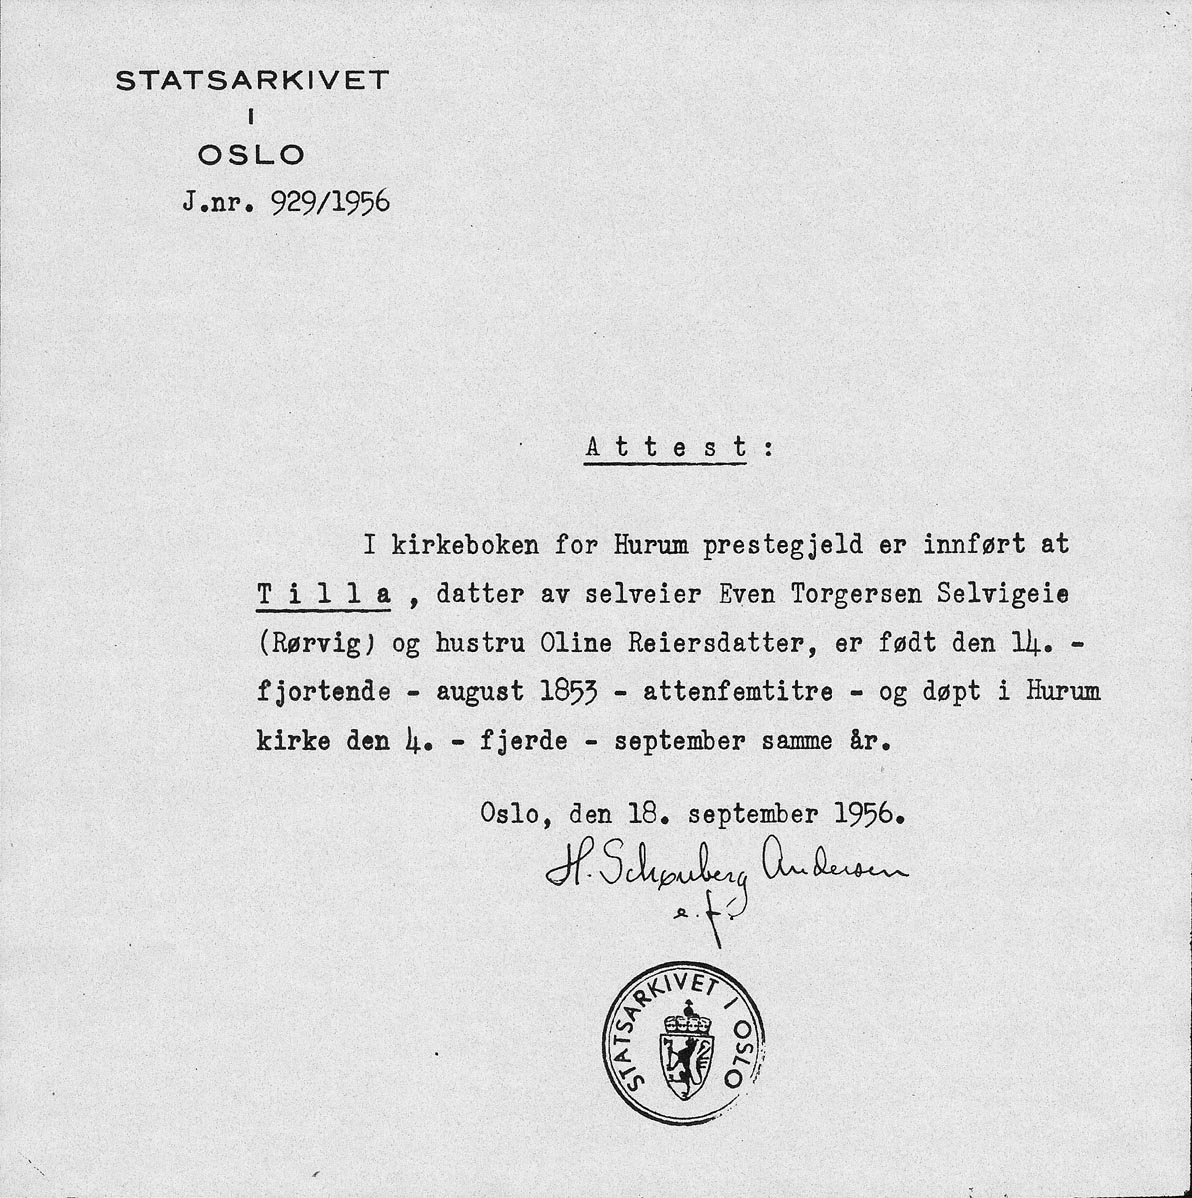 STATSARKIVET
I
OSLO
J.nr. 929/1956
Attest:
I kirkeboken for Hurum prestegjeld er innført at
Tilla, datter av selveier Even Torgersen Selvigeie
(Rørvig) og hustru Oline Reiersdatter, er født den 14. -
fjortende - august 1853 - attenfemtitre - og døpt i Hurum
kirke den 4. - fjerde - september samme år.
Oslo, den 18. september 1956.
H. Schønberg Andersen
e.f.
STATSARKIVET I OSLO